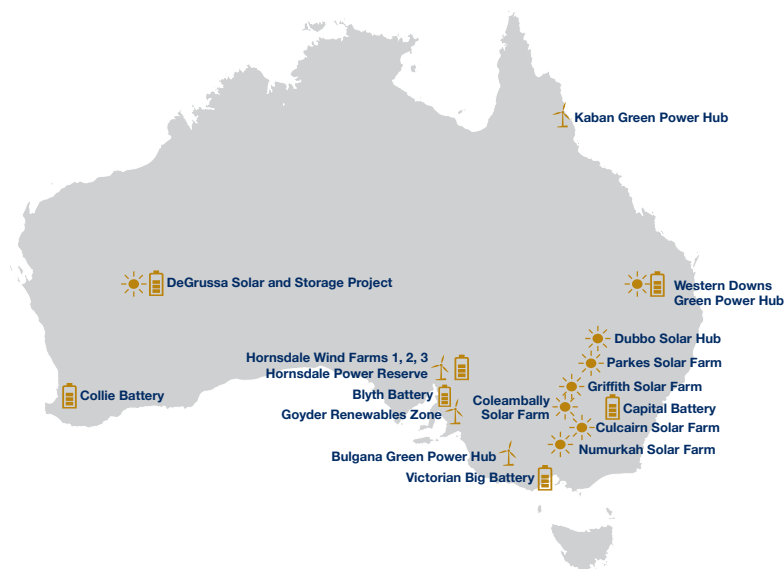 Kaban Green Power Hub
DeGrussa Solar and Storage Project
Western Downs
Green Power Hub
Dubbo Solar Hub
Hornsdale Wind Farms 1, 2, 3
Hornsdale Power Reserve
Parkes Solar Farm
Griffith Solar Farm
Blyth Battery
Collie Battery
Coleambally
Solar Farm
Capital Battery
Goyder Renewables Zone
Culcairn Solar Farm
Numurkah Solar Farm
Bulgana Green Power Hub
Victorian Big Battery